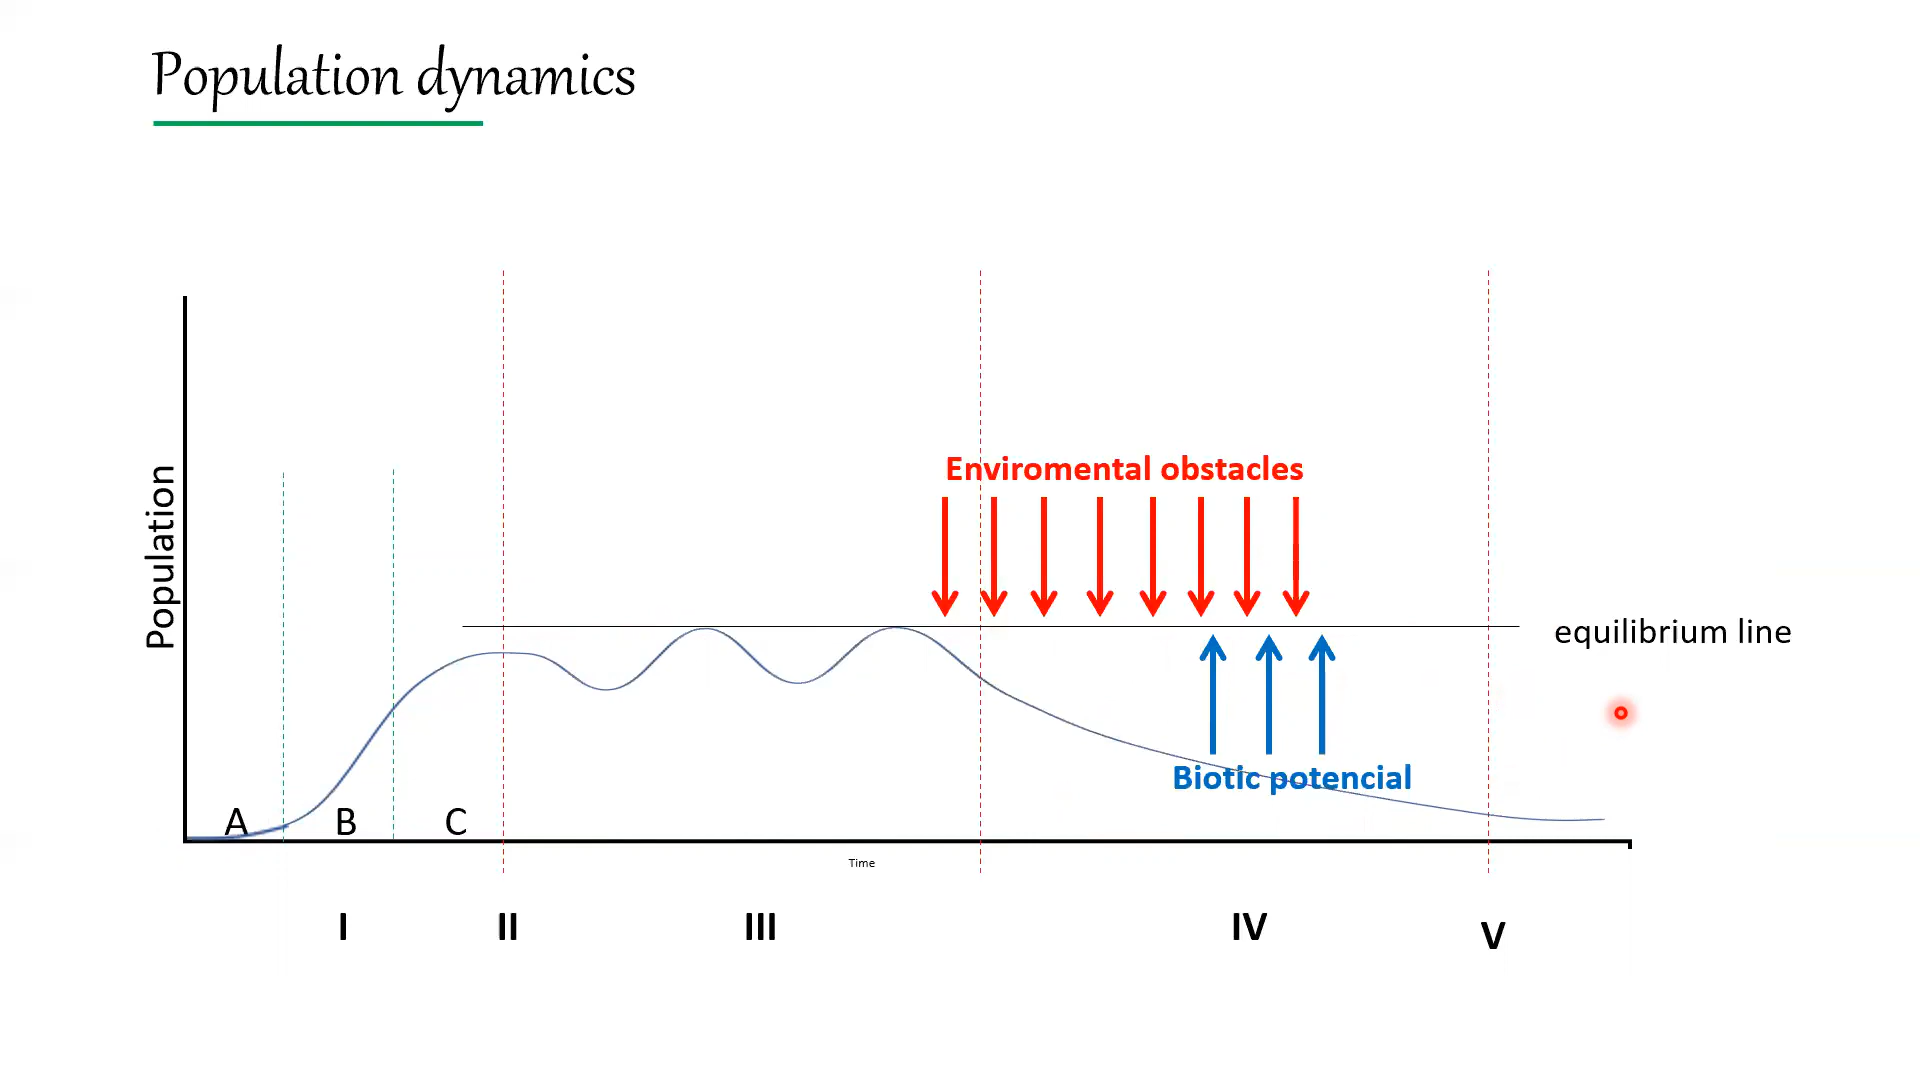 Population dynamics
Population
Enviromental obstacles
equilibrium line
Biotic potencial
A
B
C
Time
I
II
III
IV
V